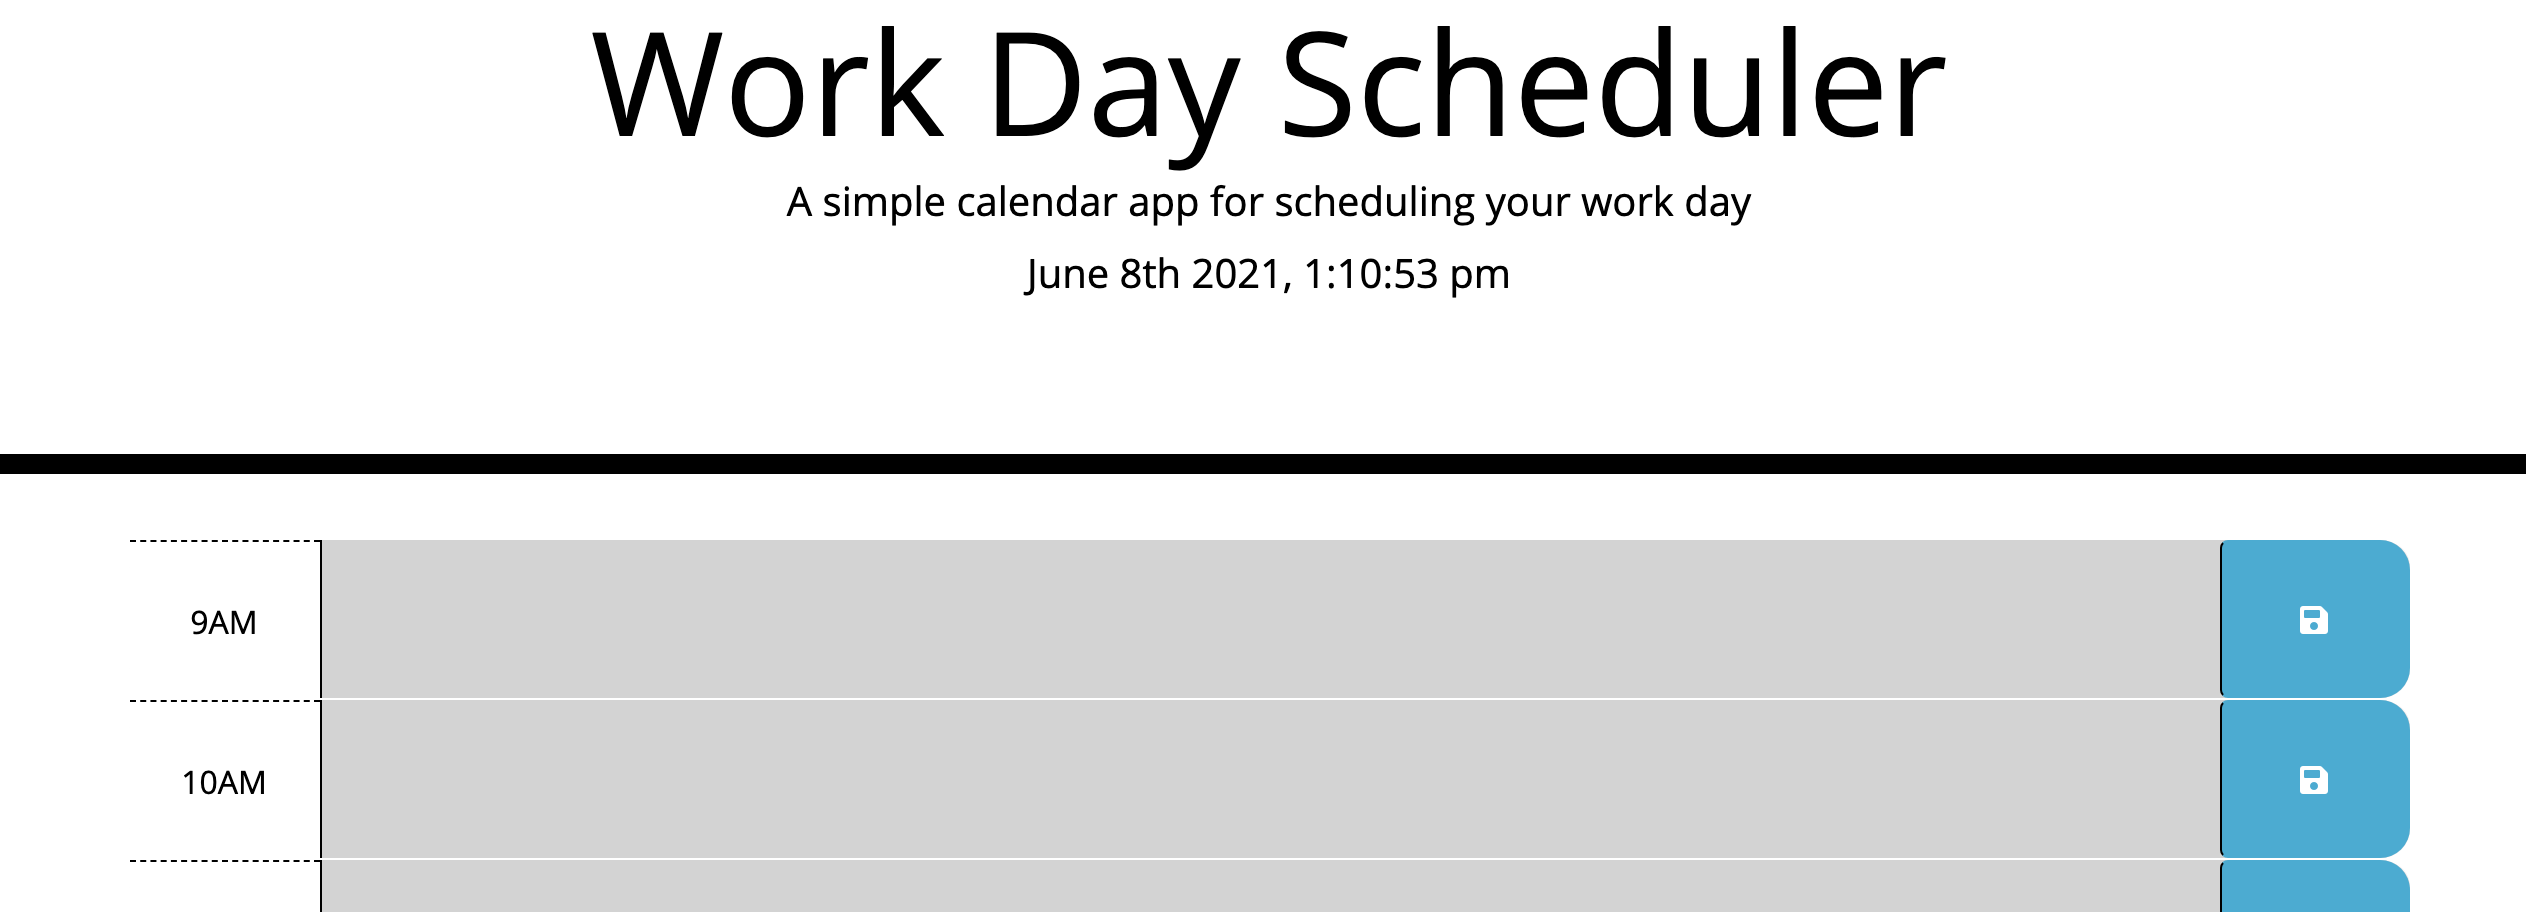 Work Day Scheduler
A simple calendar app for scheduling your work day
June 8th 2021, 1:10:53 pm
9AM
10AM